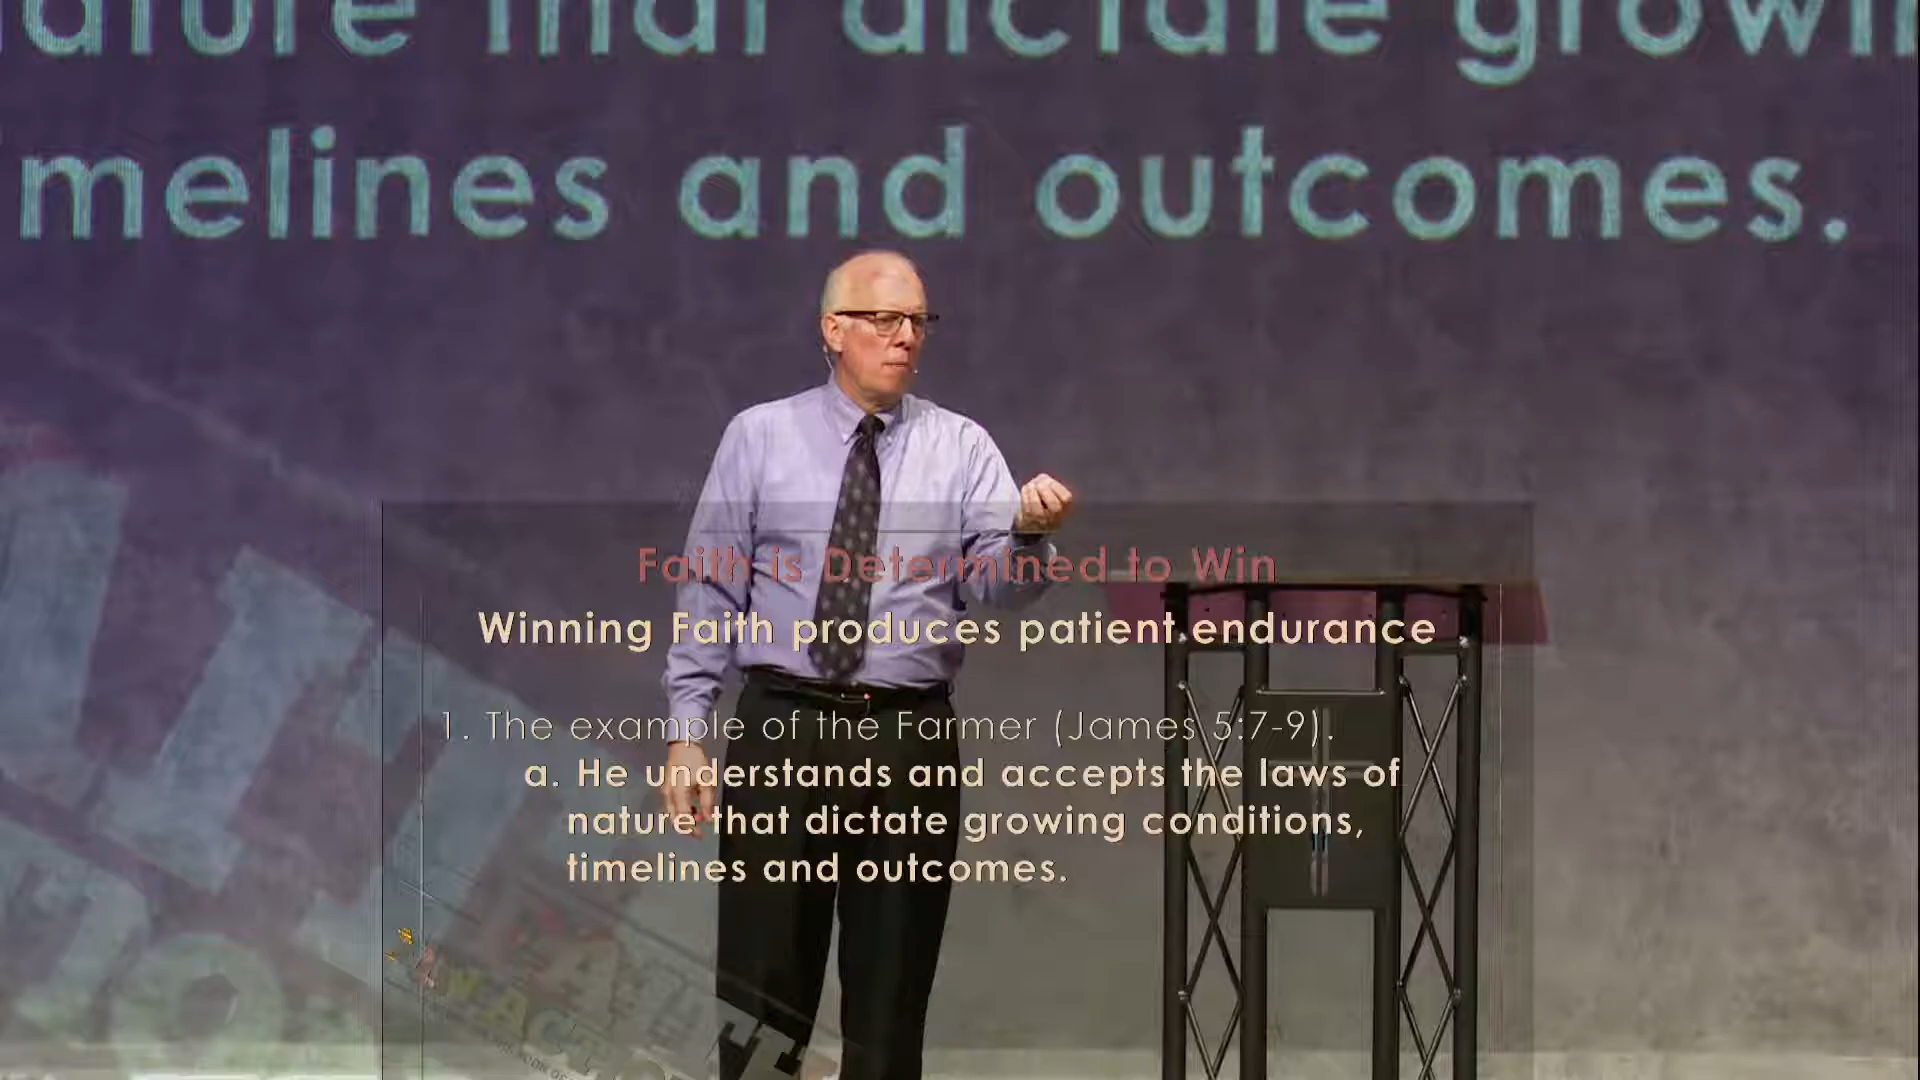 ature that dictate growi
melines and outcomes.
Faith is Determined to Win
Winning Faith produces patient endurance
1. The example of the Farmer (James 5:7-9).
a. He understands and accepts the laws of
nature that dictate growing conditions,
timelines and outcomes.